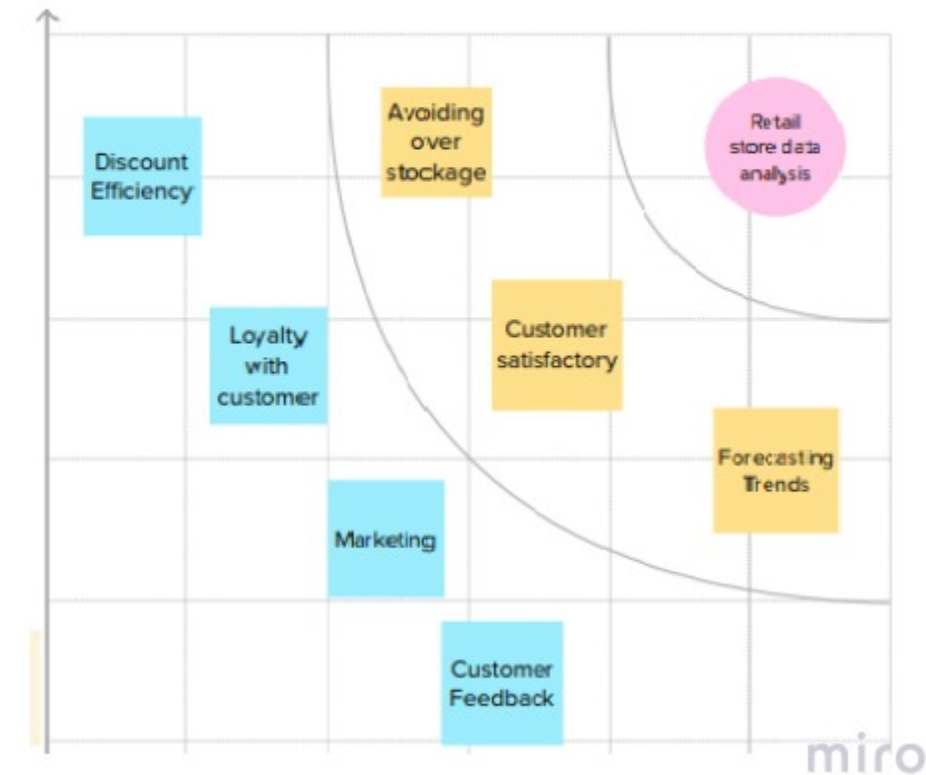 Discount
Efficiency
Avoiding
over
stockage
Retail
store data
analysis
Loyalty
with
customer
Customer
satisfactory
Forecasting
Trends
Marketing
Customer
Feedback
miro